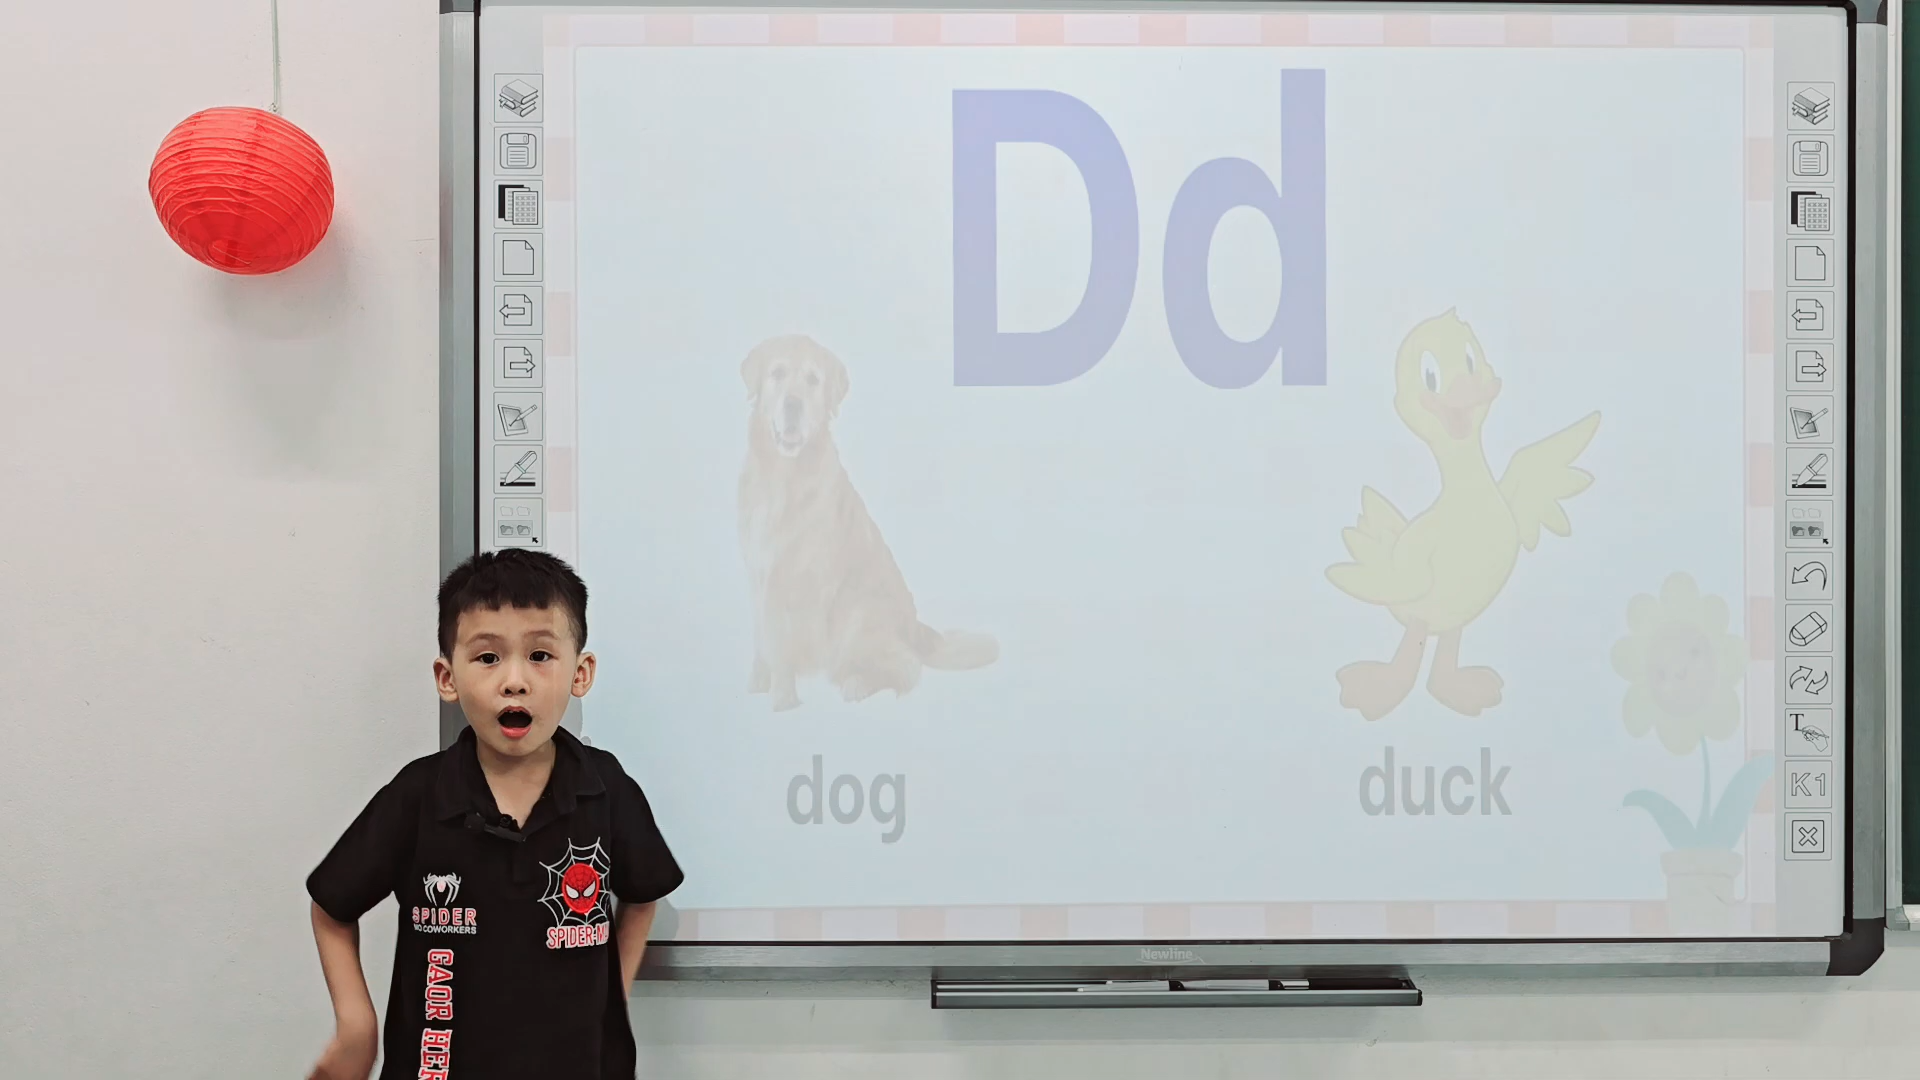 Dd
dog
duck
T
K1
SPIDER
NO COWORKERS
SPIDER-MA
GAOR HER
Newline